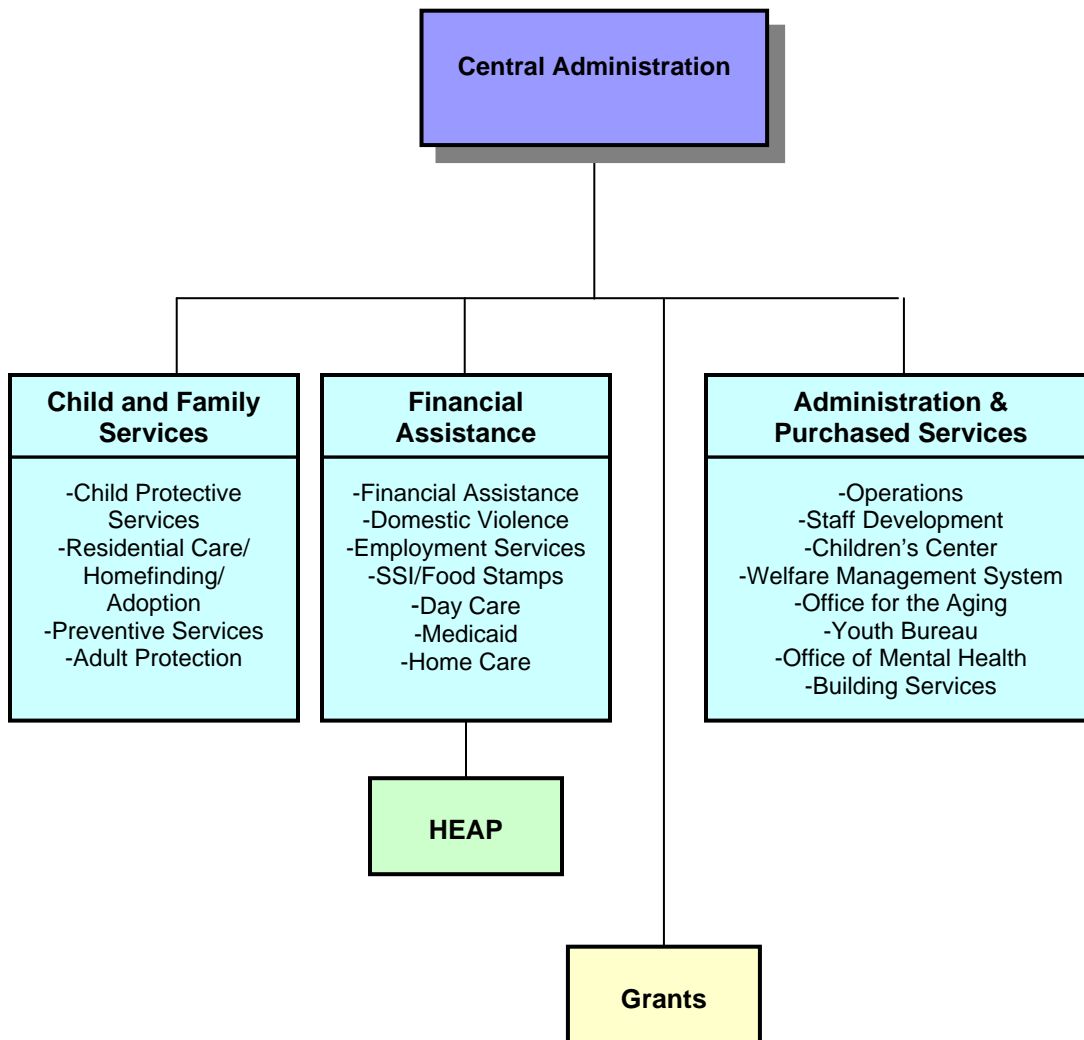 Central Administration
Child and Family
Services
-Child Protective
Services
-Residential Care/
Homefinding/
Adoption
-Preventive Services
-Adult Protection
Financial
Assistance
-Financial Assistance
-Domestic Violence
-Employment Services
-SSI/Food Stamps
-Day Care
-Medicaid
-Home Care
Administration &
Purchased Services
-Operations
-Staff Development
-Children’s Center
-Welfare Management System
-Office for the Aging
-Youth Bureau
-Office of Mental Health
-Building Services
HEAP
Grants